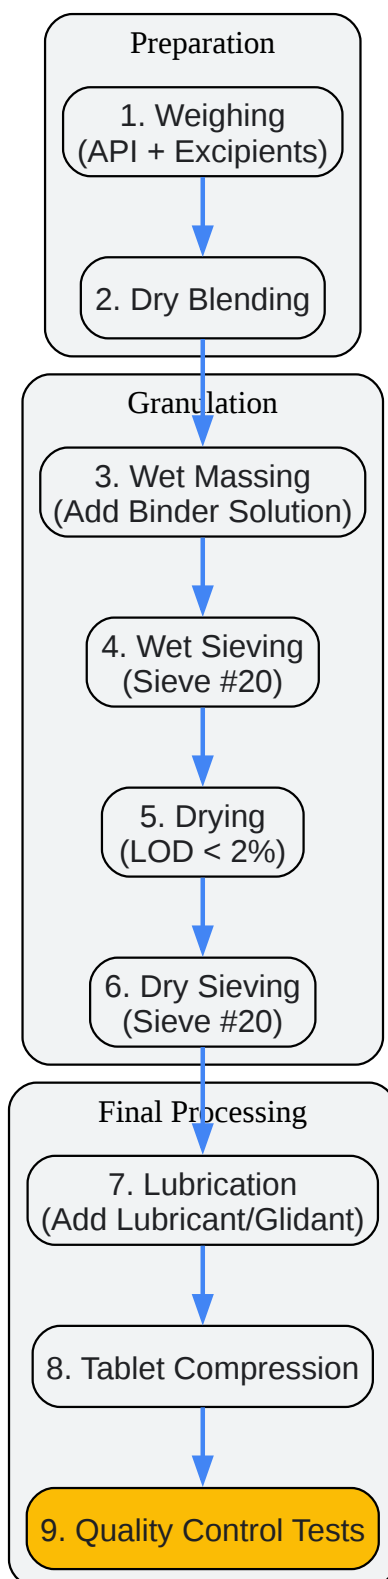 Preparation
1. Weighing
(API + Excipients)
2. Dry Blending
Granulation
3. Wet Massing
(Add Binder Solution)
4. Wet Sieving
(Sieve #20)
5. Drying
(LOD < 2%)
6. Dry Sieving
(Sieve #20)
Final Processing
7. Lubrication
(Add Lubricant/Glidant)
8. Tablet Compression
9. Quality Control Tests